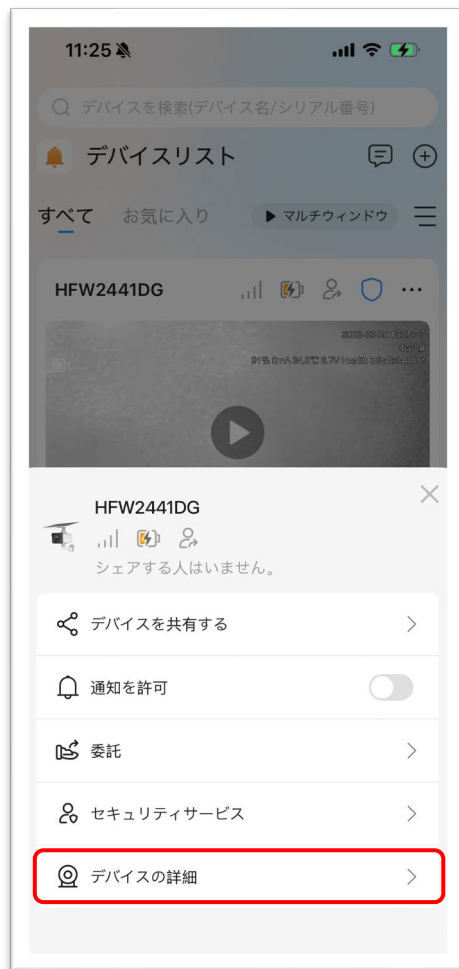 11:25
デバイスを検索(デバイス名/シリアル番号)
デバイスリスト
すべて お気に入り マルチウィンドウ
HFW2441DG
HFW2441DG
シェアする人はいません。
デバイスを共有する
通知を許可
委託
セキュリティサービス
デバイスの詳細